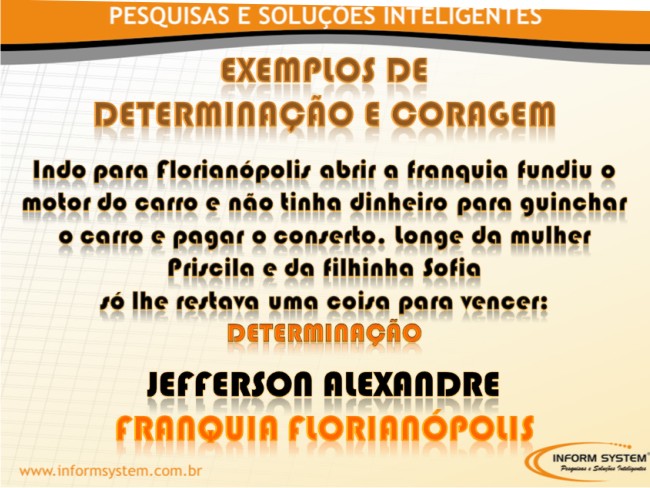 PESQUISAS E SOLUÇÕES INTELIGENTES
EXEMPLOS DE
DETERMINAÇÃO E CORAGEM
Indo para Florianópolis abrir a franquia fundiu o
motor do carro e não tinha dinheiro para guinchar
o carro e pagar o conserto. Longe da mulher
Priscila e da filhinha Sofia
só lhe restava uma coisa para vencer:
DETERMINAÇÃO
JEFFERSON ALEXANDRE
FRANQUIA FLORIANÓPOLIS
INFORM SYSTEM
Pesquisas e Soluções Inteligentes
www.informsystem.com.br